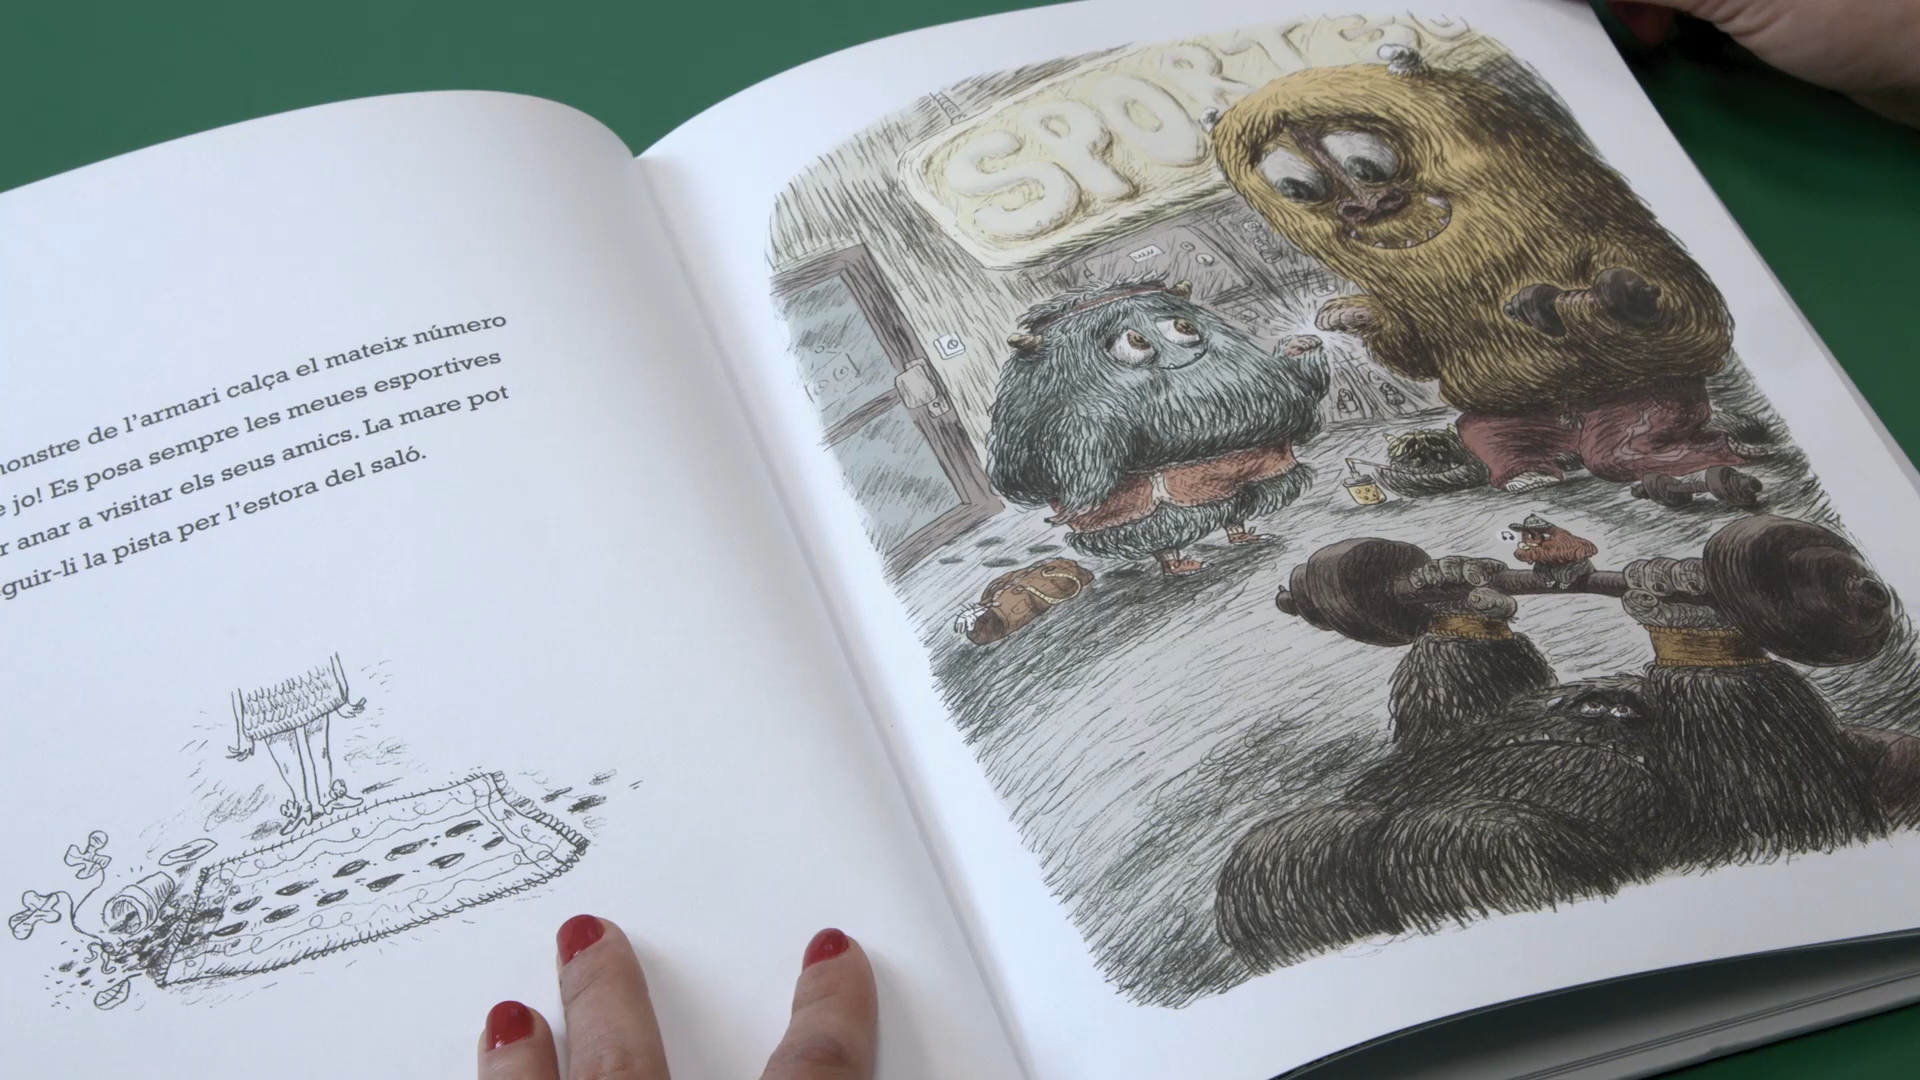 monstre de l'armari calça el mateix número
e jo! Es posa sempre les meues esportives
r anar a visitar els seus amics. La mare pot
guir-li la pista per l'estora del saló.
SPORT